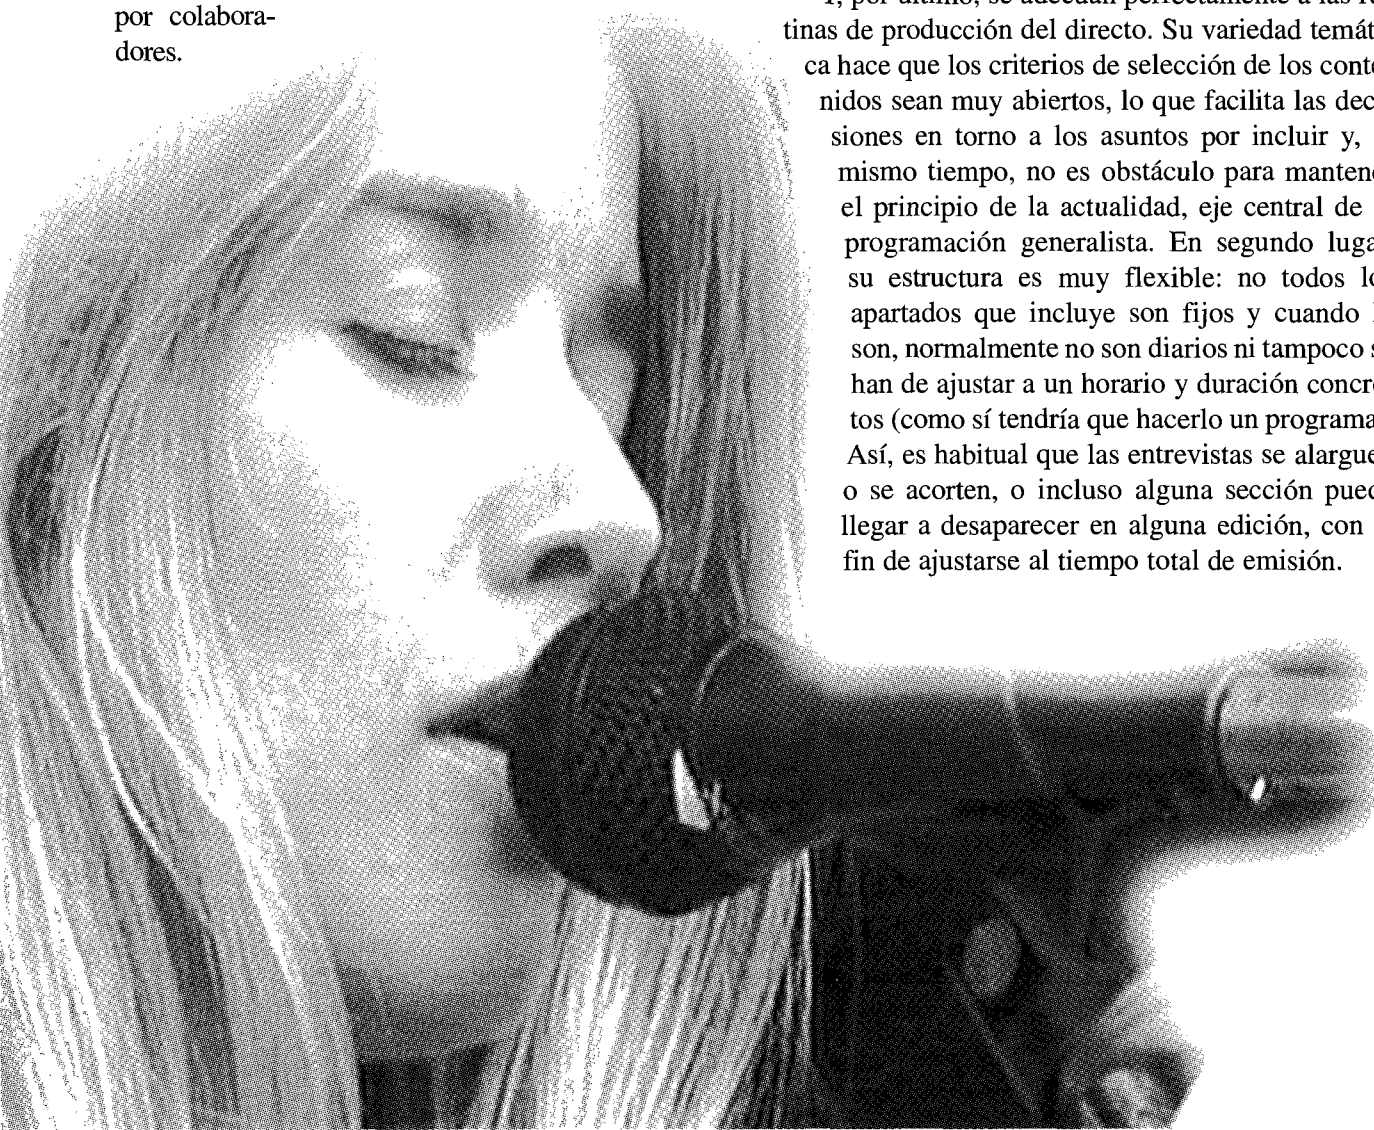 por colabora-
dores.
Y, por último, se adecúan perfectamente a las
tinas de producción del directo. Su variedad temát
ca hace que los criterios de selección de los cont
nidos sean muy abiertos, lo que facilita las dec
siones en torno a los asuntos por incluir y,
mismo tiempo, no es obstáculo para manten
el principio de la actualidad, eje central de
programación generalista. En segundo luga
su estructura es muy flexible: no todos lo
apartados que incluye son fijos y cuando
son, normalmente no son diarios ni tampoco s
han de ajustar a un horario y duración concre
tos (como sí tendría que hacerlo un programa
Así, es habitual que las entrevistas se alargue
o se acorten, o incluso alguna sección pued
llegar a desaparecer en alguna edición, con
fin de ajustarse al tiempo total de emisión.